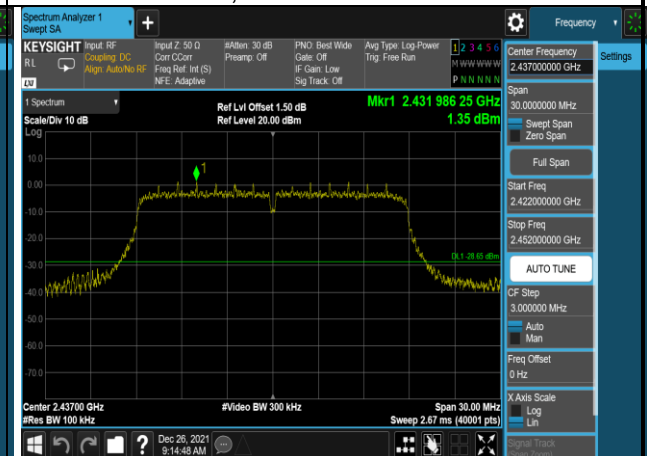 Spectrum Analyzer 1
Swept SA
+
Frequency
Settings
KEYSIGHT
RL
LXI
Input: RF
Coupling: DC
Align: Auto/No RF
Input Z: 50 Ω
Corr CCorr
Freq Ref: Int (S)
NFE: Adaptive
#Atten: 30 dB
Preamp: Off
PNO: Best Wide
Gate: Off
IF Gain: Low
Sig Track: Off
Avg Type: Log-Power
Trig: Free Run
1 2 3 4 5 6
M W W W W W
P N N N N N
1 Spectrum
Scale/Div 10 dB
Ref Lvl Offset 1.50 dB
Ref Level 20.00 dBm
Mkr1 2.431 986 25 GHz
1.35 dBm
Log
10.0
0.00
-10.0
-20.0
-30.0
-40.0
-50.0
-60.0
-70.0
1
DL1 -28.65 dBm
Center 2.43700 GHz
#Res BW 100 kHz
#Video BW 300 kHz
Span 30.00 MHz
Sweep 2.67 ms (40001 pts)
Center Frequency
2.437000000 GHz
Span
30.0000000 MHz
Swept Span
Zero Span
Full Span
Start Freq
2.422000000 GHz
Stop Freq
2.452000000 GHz
AUTO TUNE
CF Step
3.000000 MHz
Auto
Man
Freq Offset
0 Hz
X Axis Scale
Log
Lin
Signal Track
(Span Zoom)
?
Dec 26, 2021
9:14:48 AM